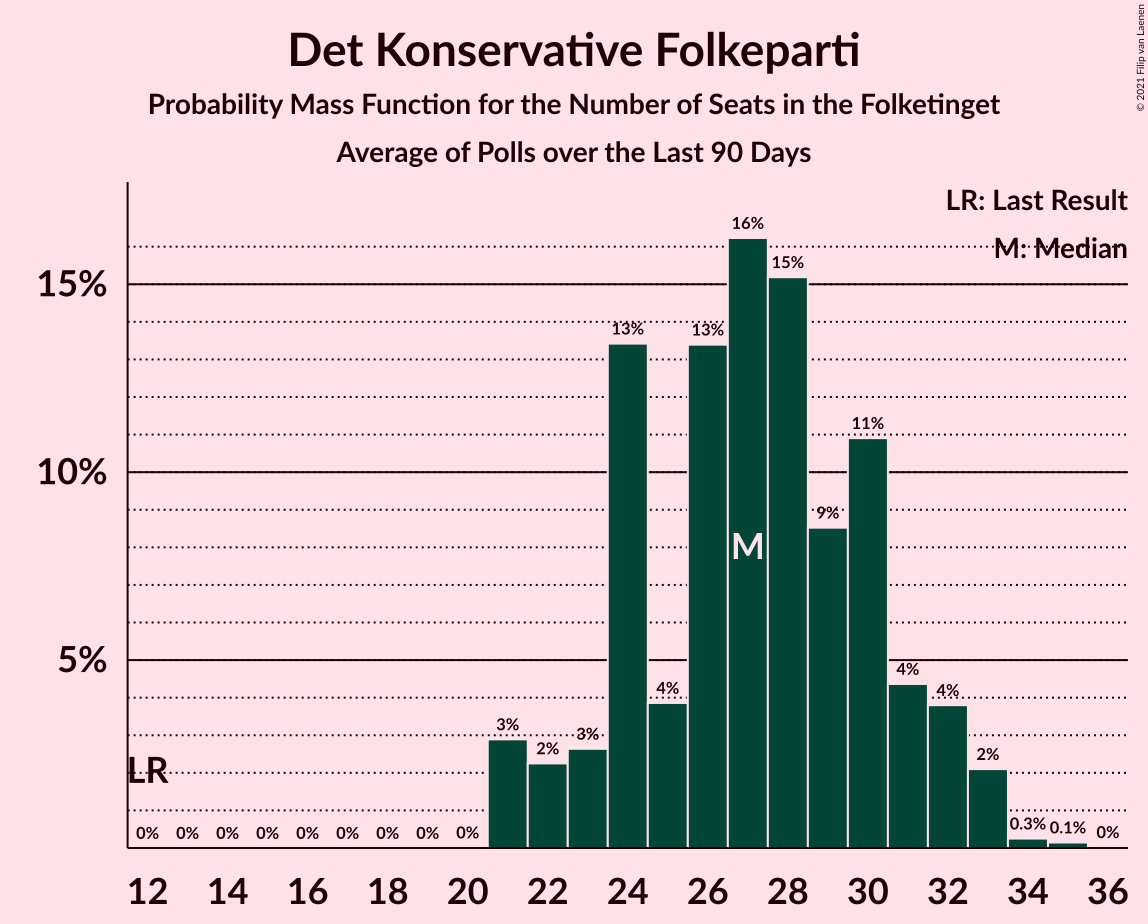 Det Konservative Folkeparti
Probability Mass Function for the Number of Seats in the Folketinget
Average of Polls over the Last 90 Days
© 2021 Filip van Laenen
LR: Last Result
M: Median
15%
10%
5%
16%
15%
13%
13%
11%
9%
M
4%
4%
4%
3%
3%
2%
2%
LR
0% 0% 0% 0% 0% 0% 0% 0% 0%
0.3% 0.1% 0%
12 14 16 18 20 22 24 26 28 30 32 34 36